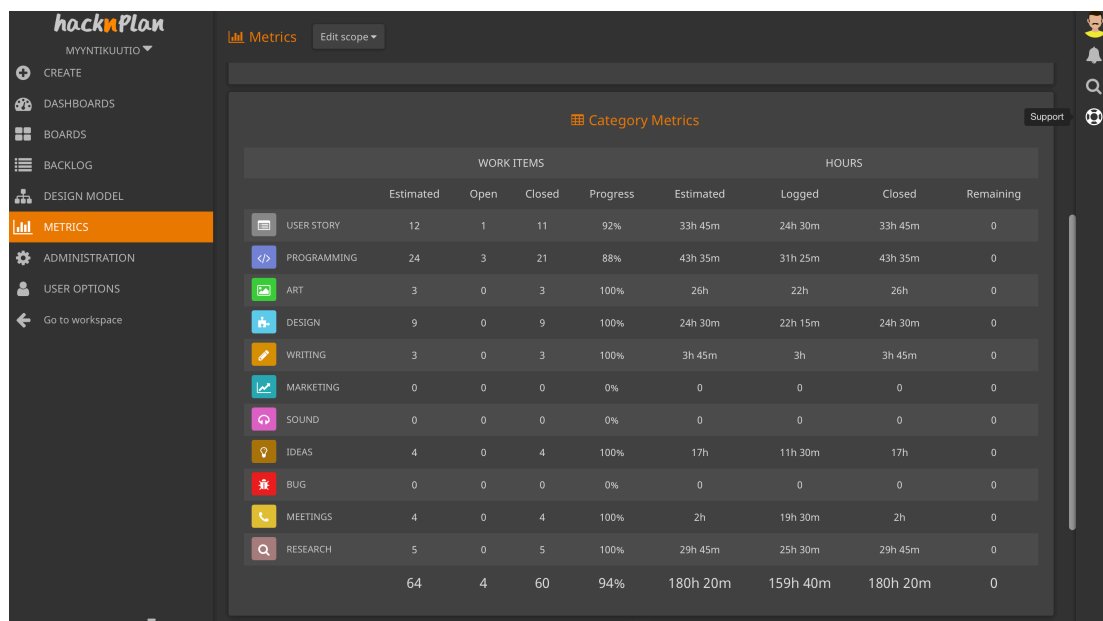 hacknPlan
MYYNTIKUUTIO
CREATE
DASHBOARDS
BOARDS
BACKLOG
DESIGN MODEL
METRICS
ADMINISTRATION
USER OPTIONS
Go to workspace
Metrics Edit scope
Support
Category Metrics
WORK ITEMS HOURS
Estimated Open Closed Progress Estimated Logged Closed Remaining
USER STORY 12 1 11 92% 33h 45m 24h 30m 33h 45m 0
PROGRAMMING 24 3 21 88% 43h 35m 31h 25m 43h 35m 0
ART 3 0 3 100% 26h 22h 26h 0
DESIGN 9 0 9 100% 24h 30m 22h 15m 24h 30m 0
WRITING 3 0 3 100% 3h 45m 3h 3h 45m 0
MARKETING 0 0 0 0% 0 0 0 0
SOUND 0 0 0 0% 0 0 0 0
IDEAS 4 0 4 100% 17h 11h 30m 17h 0
BUG 0 0 0 0% 0 0 0 0
MEETINGS 4 0 4 100% 2h 19h 30m 2h 0
RESEARCH 5 0 5 100% 29h 45m 25h 30m 29h 45m 0
64 4 60 94% 180h 20m 159h 40m 180h 20m 0